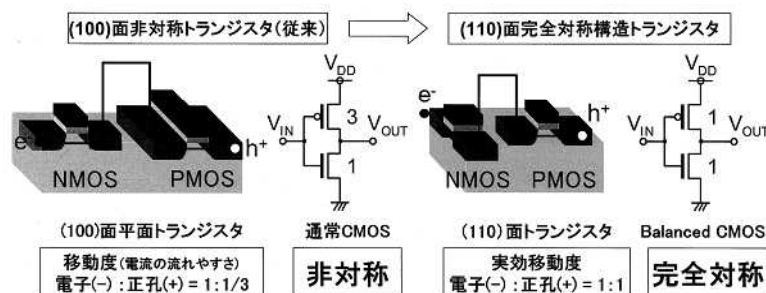 (100)面非対称トランジスタ(従来)
(110)面完全対称構造トランジスタ
e-
NMOS
PMOS
h+
VDD
VIN
3
1
VOUT
e-
NMOS
PMOS
h+
VDD
VIN
1
1
VOUT
(100)面平面トランジスタ
通常CMOS
(110)面トランジスタ
Balanced CMOS
移動度(電流の流れやすさ)
電子(-):正孔(+)=1:1/3
非対称
実効移動度
電子(-):正孔(+)=1:1
完全対称